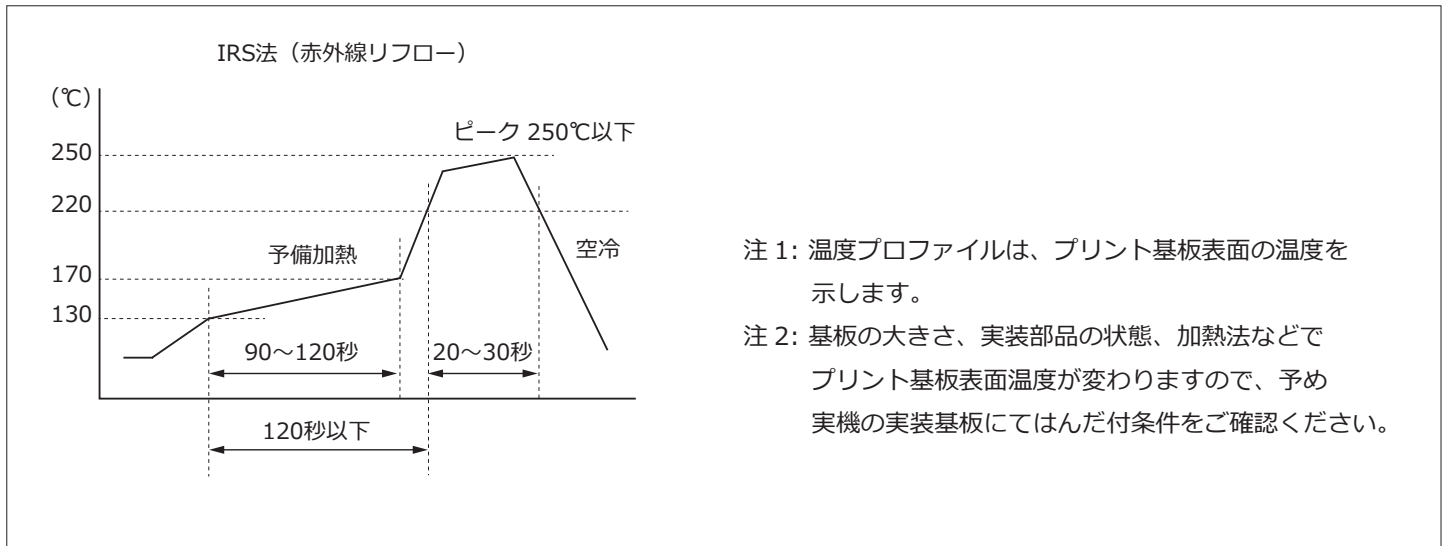 IRS法（赤外線リフロー）
(℃)
ピーク 250℃以下
250
220
予備加熱
空冷
170
130
90～120秒
20～30秒
120秒以下
注 1: 温度プロファイルは、プリント基板表面の温度を
示します。
注 2: 基板の大きさ、実装部品の状態、加熱法などで
プリント基板表面温度が変わりますので、予め
実機の実装基板にてはんだ付条件をご確認ください。